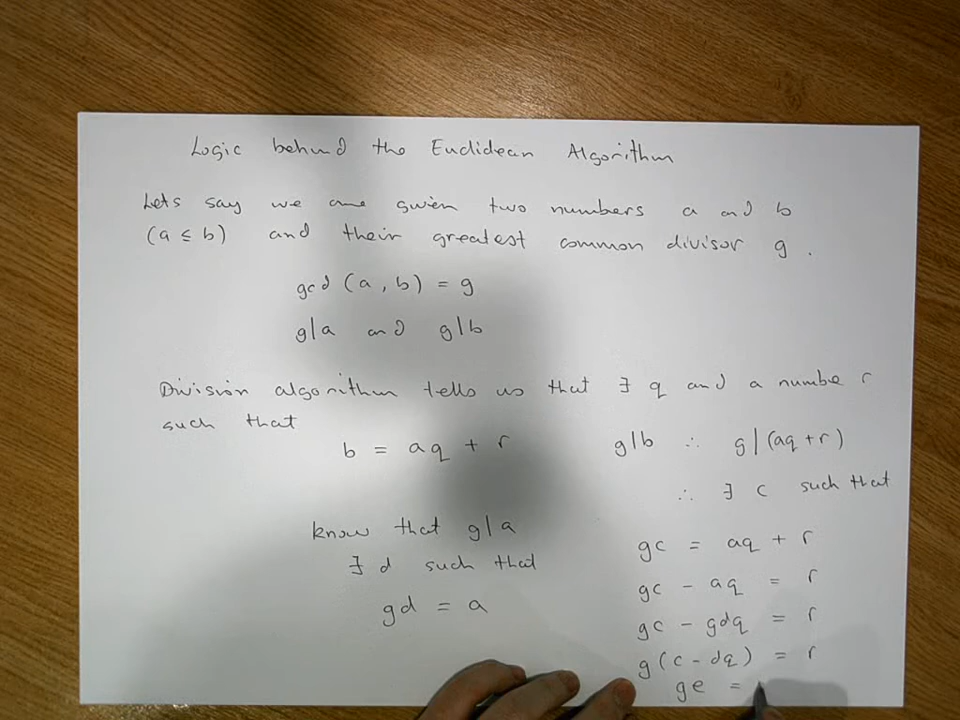 Logic behind the Euclidean Algorithm
Lets say we are given two numbers a and b
(a ≤ b) and their greatest common divisor g .
gcd (a , b) = g
g|a and g|b
Division algorithm tells us that ∃ q and a numbe r
such that
b = aq + r
g|b ∴ g|(aq + r)
∴ ∃ c such that
know that g|a
∃ d such that
gd = a
gc = aq + r
gc - aq = r
gc - gdq = r
g(c - dq) = r
ge =